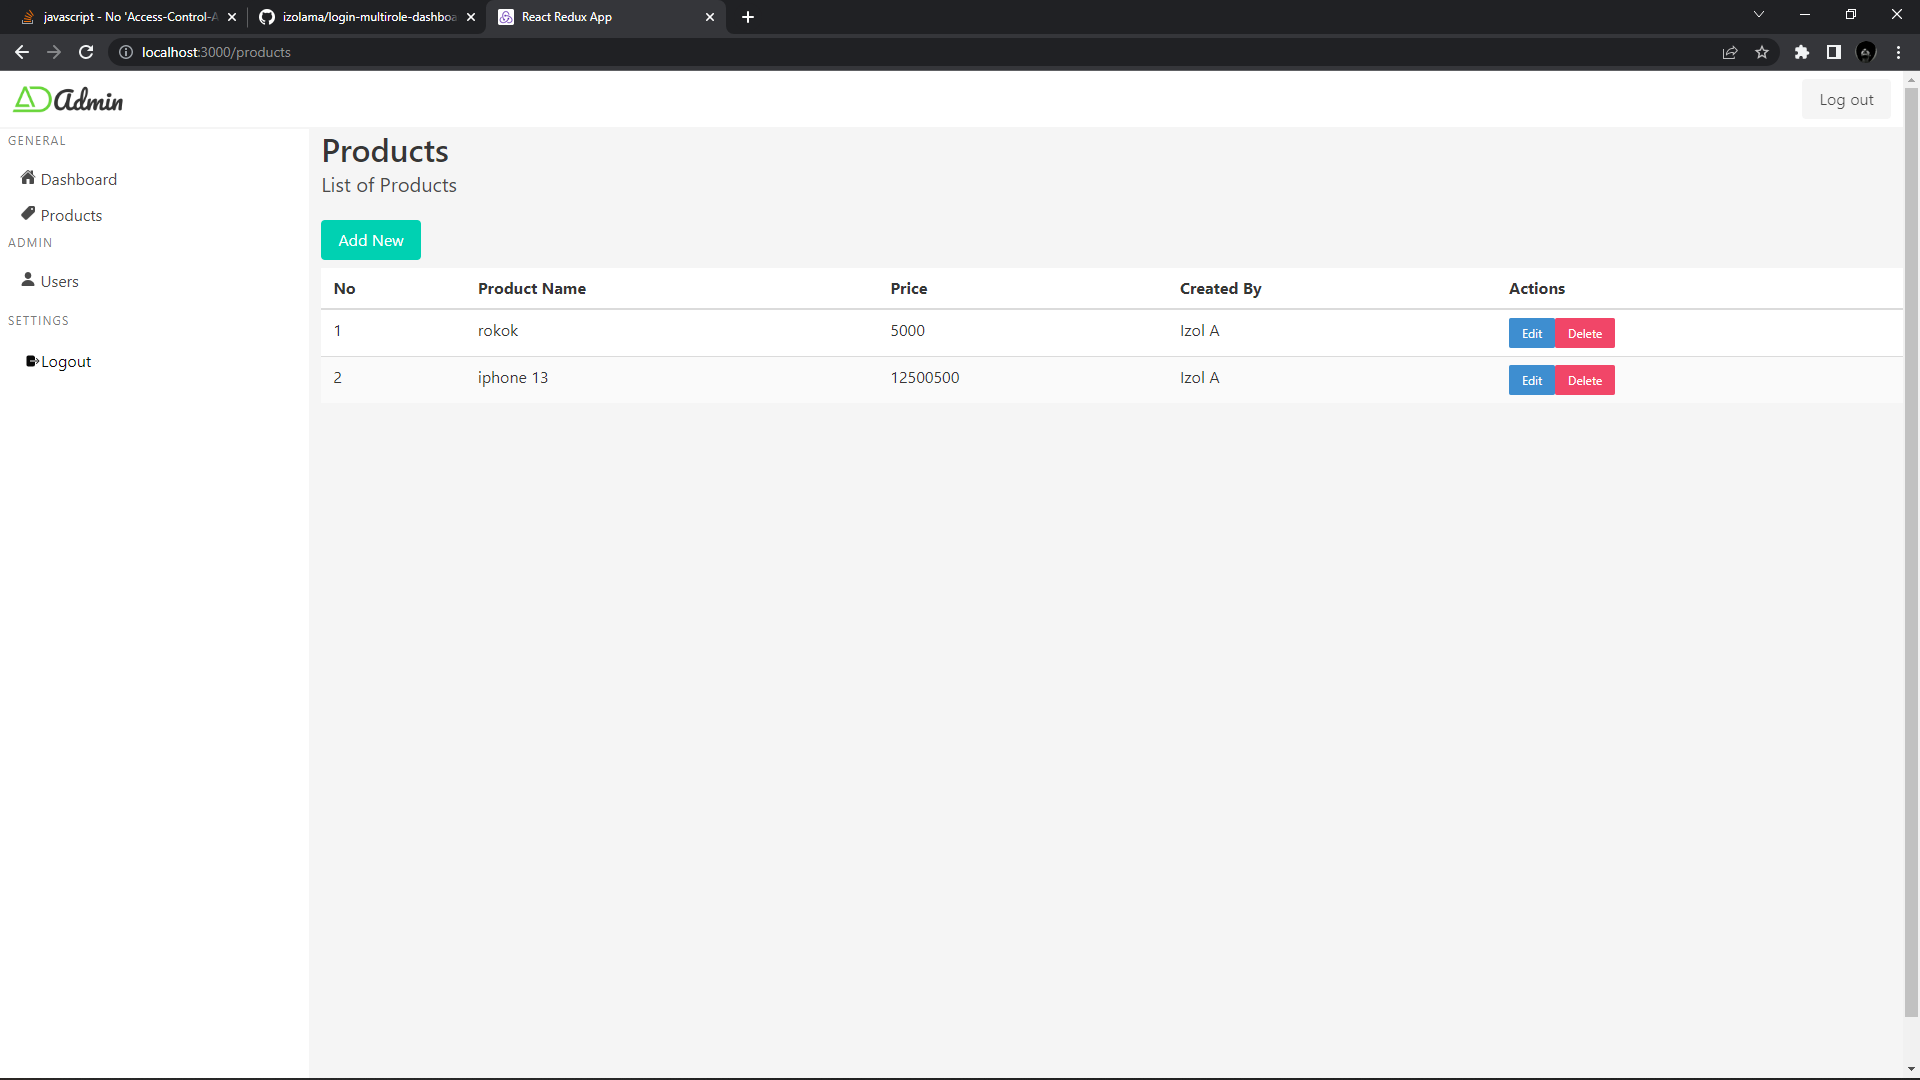 javascript - No 'Access-Control-A
izolama/login-multirole-dashboa
React Redux App
localhost:3000/products
AD Admin
Log out
GENERAL
Dashboard
Products
ADMIN
Users
SETTINGS
Logout
Products
List of Products
Add New
No Product Name Price Created By Actions
1 rokok 5000 Izol A Edit Delete
2 iphone 13 12500500 Izol A Edit Delete